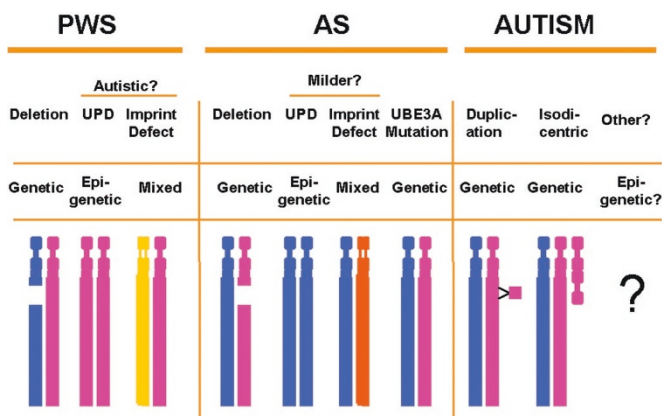 PWS AS AUTISM
Autistic? Milder?
Deletion UPD Imprint Defect Deletion UPD Imprint Defect UBE3A Mutation Duplic- ation Isodi- centric Other?
Genetic Epi- genetic Mixed Genetic Epi- genetic Mixed Genetic Genetic Genetic Epi- genetic?
> ?